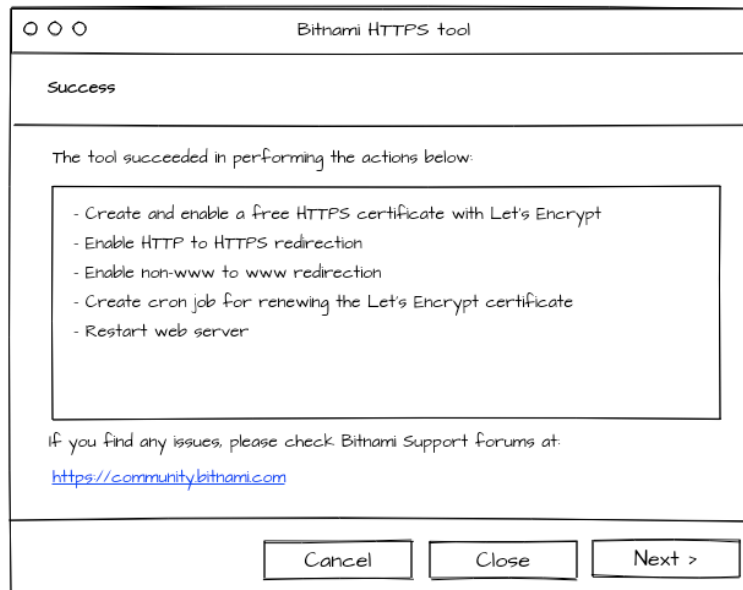 Bitnami HTTPS tool
Success
The tool succeeded in performing the actions below:
- Create and enable a free HTTPS certificate with Let's Encrypt
- Enable HTTP to HTTPS redirection
- Enable non-www to www redirection
- Create cron job for renewing the Let's Encrypt certificate
- Restart web server
If you find any issues, please check Bitnami Support forums at:
https://community.bitnami.com
Cancel Close Next >